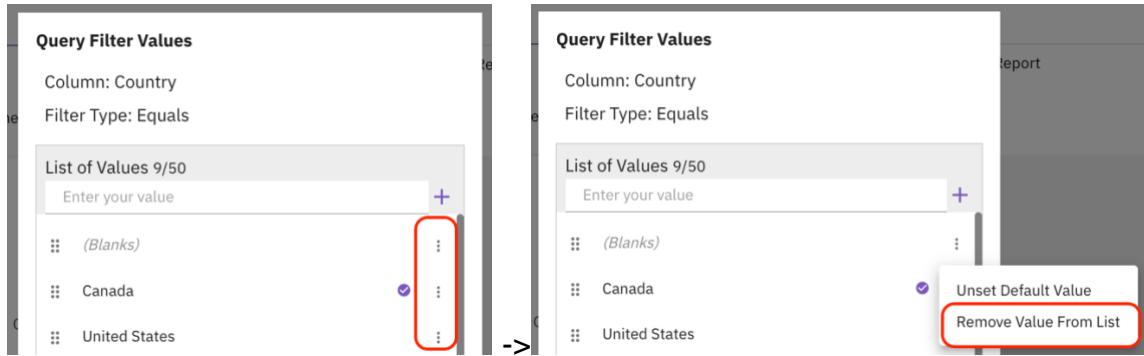 Query Filter Values
Column: Country
Filter Type: Equals
List of Values 9/50
Enter your value
(Blanks)
Canada
United States
->
Query Filter Values
Column: Country
Filter Type: Equals
List of Values 9/50
Enter your value
(Blanks)
Canada
United States
Unset Default Value
Remove Value From List
Report